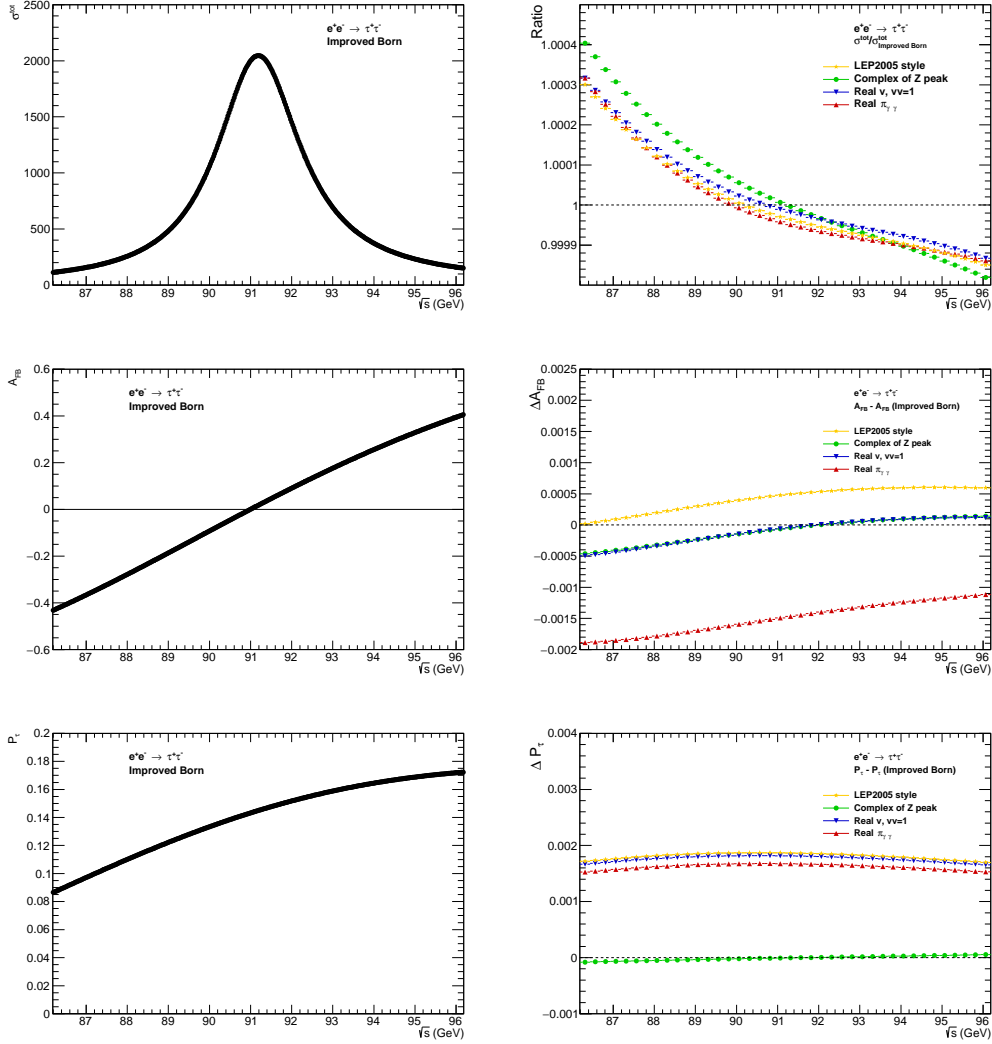 σ^tot
e⁺e⁻ → τ⁺τ⁻
Improved Born
2500
2000
1500
1000
500
0
87 88 89 90 91 92 93 94 95 96
√s (GeV)
Ratio
e⁺e⁻ → τ⁺τ⁻
σ^tot/σ^tot_Improved Born
LEP2005 style
Complex of Z peak
Real v, vv=1
Real π_γγ
1.0004
1.0003
1.0002
1.0001
1
0.9999
87 88 89 90 91 92 93 94 95 96
√s (GeV)
A_FB
e⁺e⁻ → τ⁺τ⁻
Improved Born
0.6
0.4
0.2
0
−0.2
−0.4
−0.6
87 88 89 90 91 92 93 94 95 96
√s (GeV)
ΔA_FB
e⁺e⁻ → τ⁺τ⁻
A_FB - A_FB (Improved Born)
LEP2005 style
Complex of Z peak
Real v, vv=1
Real π_γγ
0.0025
0.002
0.0015
0.001
0.0005
0
−0.0005
−0.001
−0.0015
−0.002
87 88 89 90 91 92 93 94 95 96
√s (GeV)
P_τ
e⁺e⁻ → τ⁺τ⁻
Improved Born
0.2
0.18
0.16
0.14
0.12
0.1
0.08
0.06
0.04
0.02
0
87 88 89 90 91 92 93 94 95 96
√s (GeV)
Δ P_τ
e⁺e⁻ → τ⁺τ⁻
P_τ - P_τ (Improved Born)
LEP2005 style
Complex of Z peak
Real v, vv=1
Real π_γγ
0.004
0.003
0.002
0.001
0
−0.001
87 88 89 90 91 92 93 94 95 96
√s (GeV)